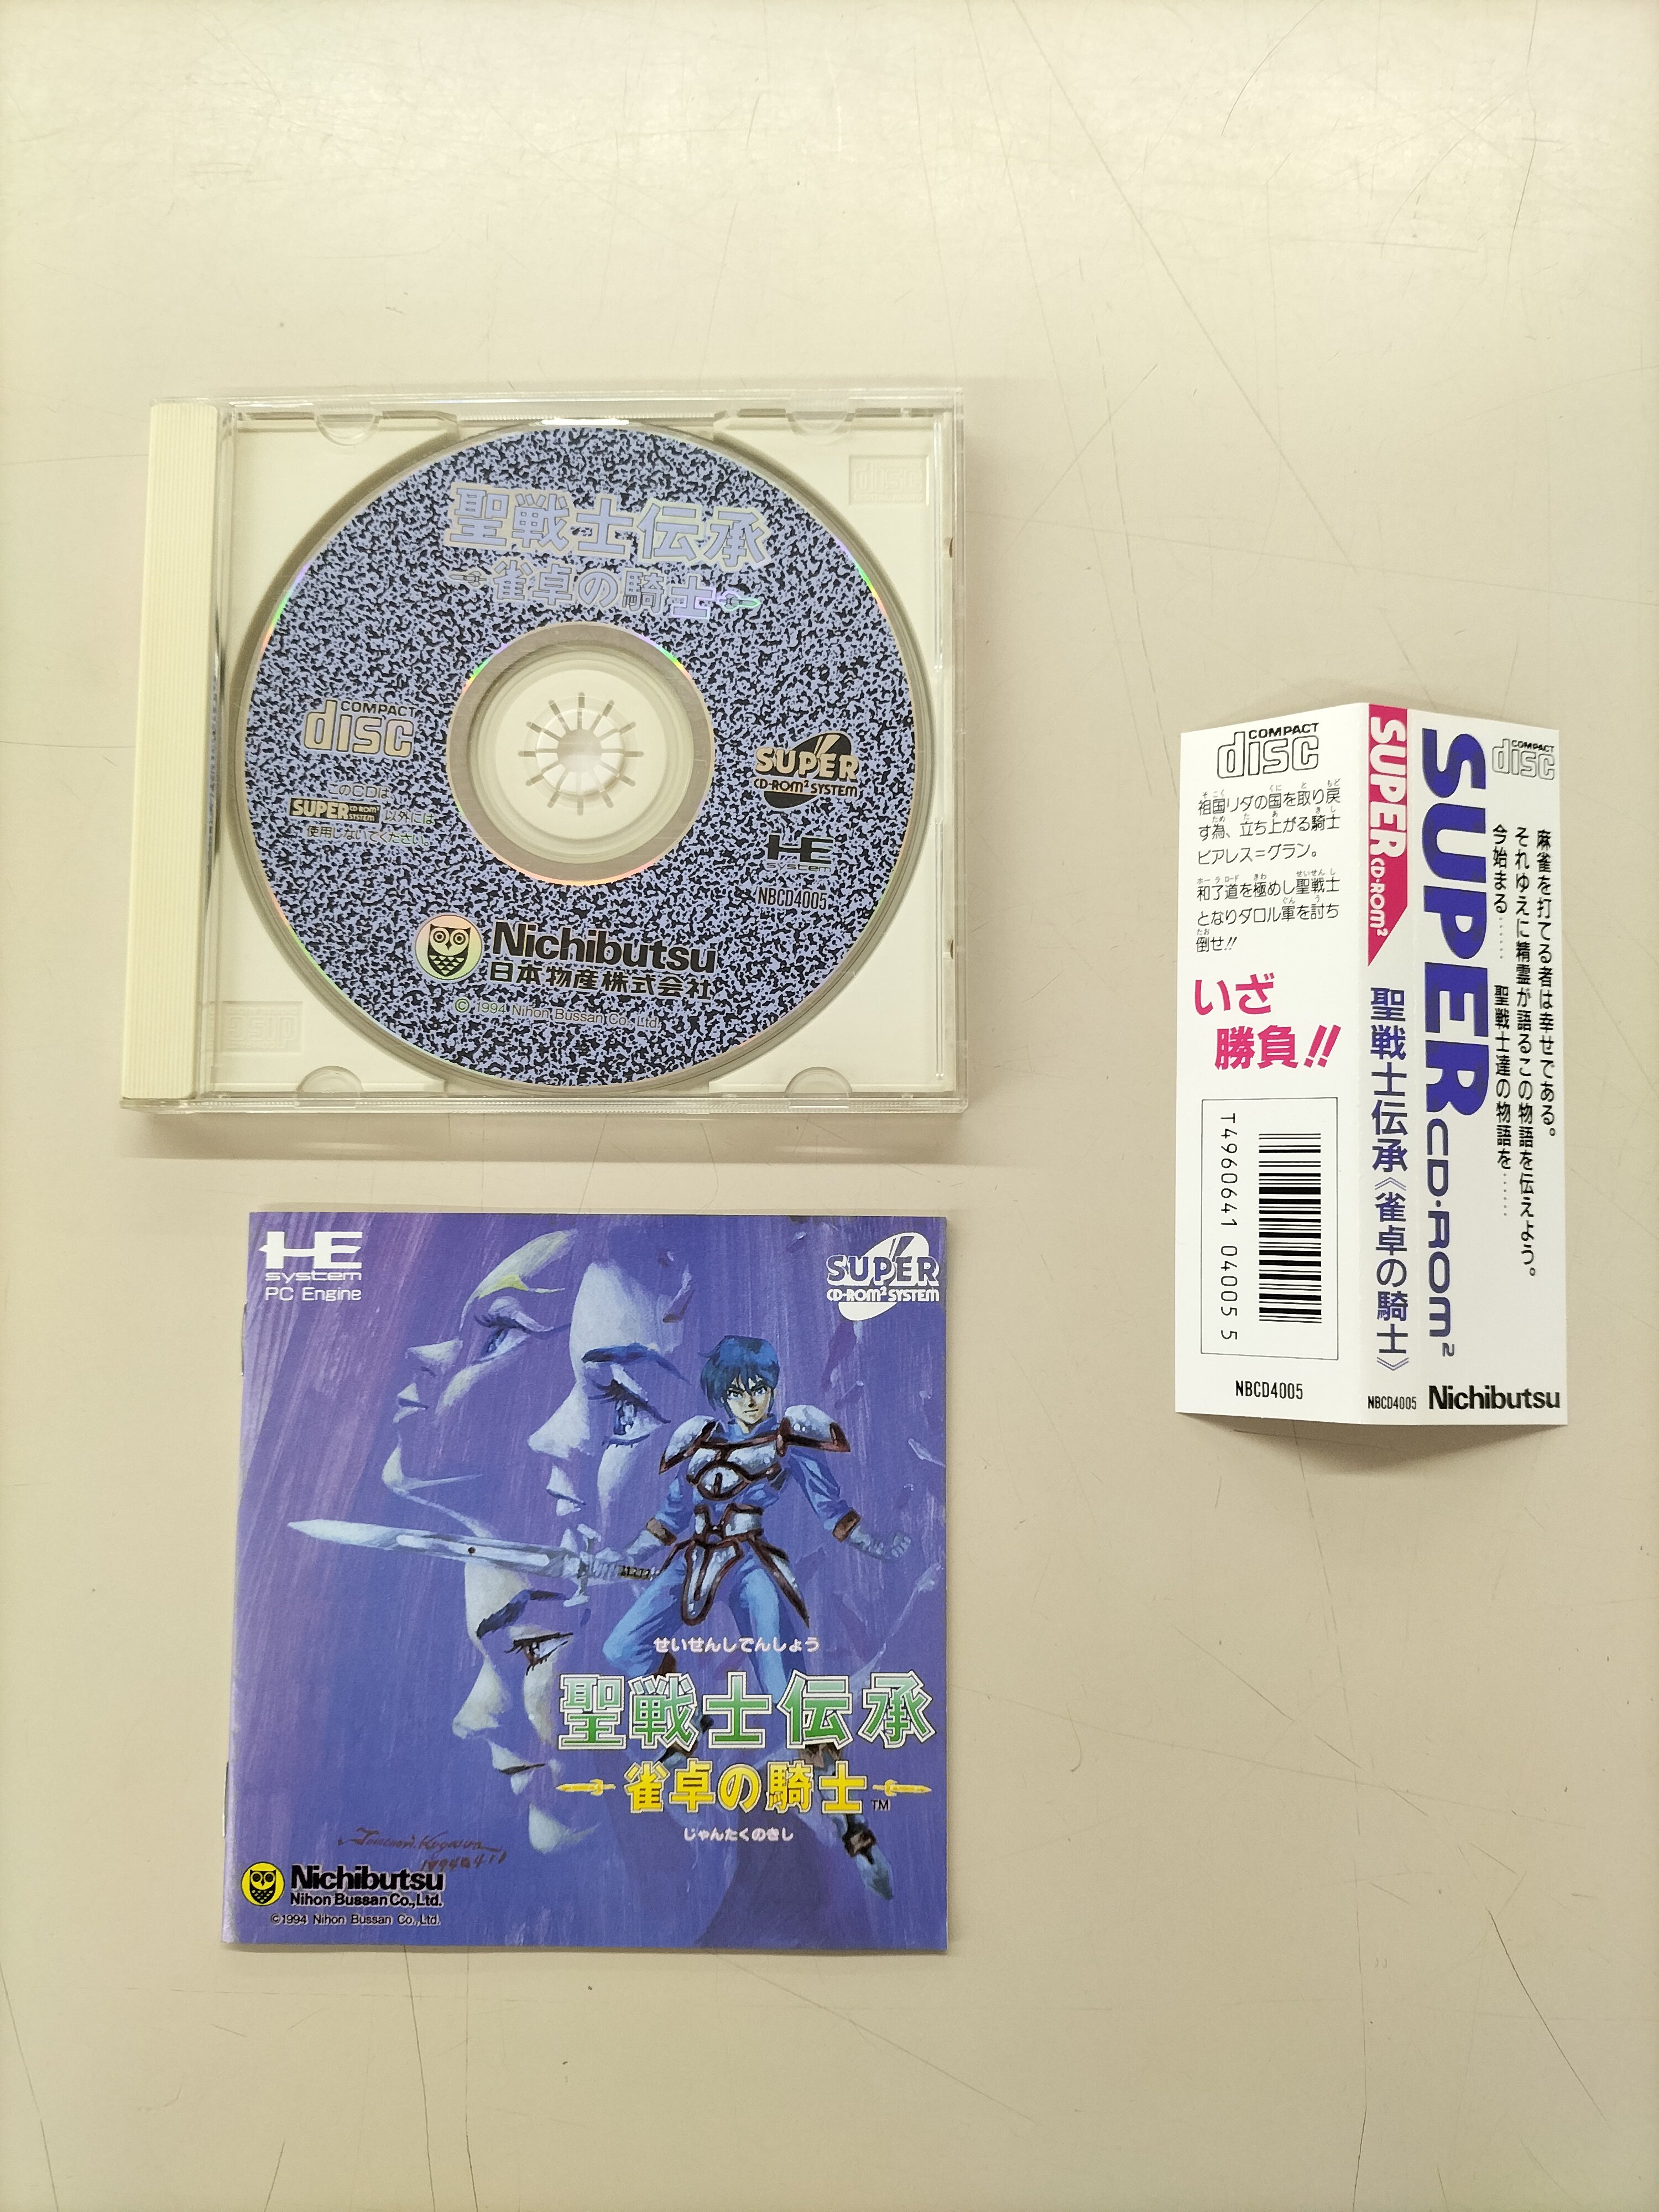 聖戦士伝承
雀卓の騎士
COMPACT
disc
このCDは
SUPER CD-ROM² SYSTEM 以外には
使用しないでください。
SUPER
CD-ROM² SYSTEM
HE
system
NBCD4005
Nichibutsu
日本物産株式会社
© 1994 Nihon Bussan Co., Ltd.
HE
system
PC Engine
SUPER
CD-ROM² SYSTEM
せいせんしでんしょう
聖戦士伝承
雀卓の騎士 TM
じゃんたくのきし
Nichibutsu
Nihon Bussan Co.,Ltd.
©1994 Nihon Bussan Co.,Ltd.
COMPACT
disc
祖国リダの国を取り戻
す為、立ち上がる騎士
ピアレス=グラン。
和了道を極めし聖戦士
となりダロル軍を討ち
倒せ!!
いざ
勝負!!
T4960641 04005 5
NBCD4005
SUPER CD-ROM²
聖戦士伝承《雀卓の騎士》
NBCD4005
COMPACT
disc
SUPER CD-ROM²
麻雀を打てる者は幸せである。
それゆえに精霊が語るこの物語を伝えよう。
今始まる…… 聖戦士達の物語を……
Nichibutsu